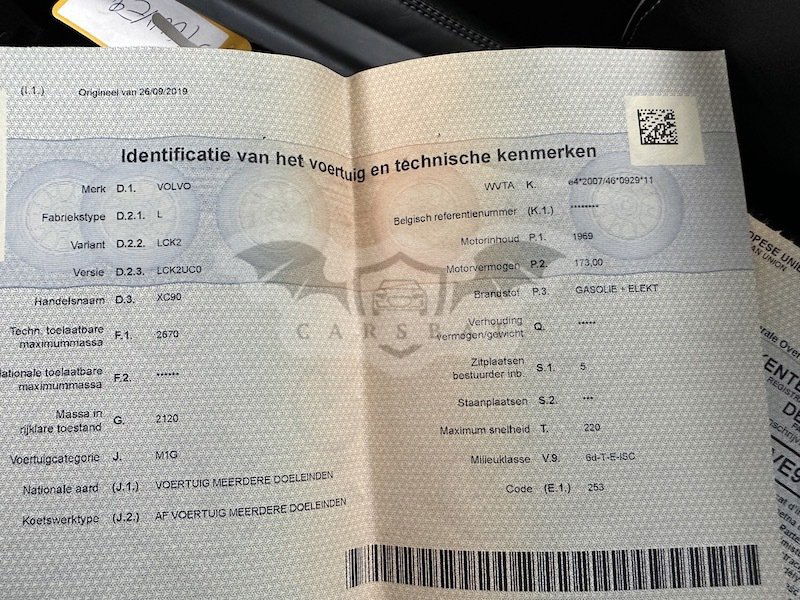 (I.1.) Origineel van 26/09/2019
Identificatie van het voertuig en technische kenmerken
Merk D.1. VOLVO
Fabriekstype D.2.1. L
Variant D.2.2. LCK2
Versie D.2.3. LCK2UC0
Handelsnaam D.3. XC90
Techn. toelaatbare
maximummassa F.1. 2670
Nationale toelaatbare
maximummassa F.2. ******
Massa in
rijklare toestand G. 2120
Voertuigcategorie J. M1G
Nationale aard (J.1.) VOERTUIG MEERDERE DOELEINDEN
Koetswerktype (J.2.) AF VOERTUIG MEERDERE DOELEINDEN
WVTA K. e4*2007/46*0929*11
Belgisch referentienummer (K.1.) ********
Motorinhoud P.1. 1969
Motorvermogen P.2. 173,00
Brandstof P.3. GASOLIE + ELEKT
Verhouding
vermogen/gewicht Q. *****
Zitplaatsen
bestuurder inb. S.1. 5
Staanplaatsen S.2. ***
Maximum snelheid T. 220
Milieuklasse V.9. 6d-T-E-ISC
Code (E.1.) 253